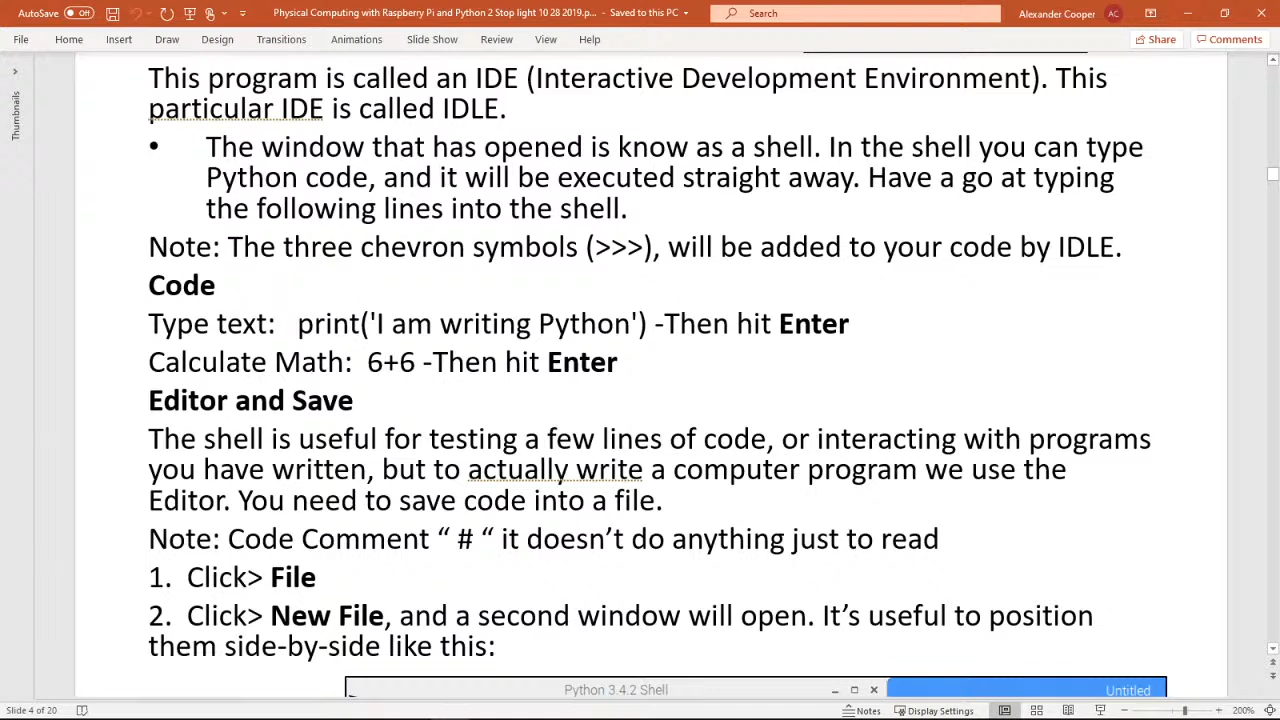 AutoSave Off Physical Computing with Raspberry Pi and Python 2 Stop light 10 28 2019.p... - Saved to this PC Search Alexander Cooper AC
File Home Insert Draw Design Transitions Animations Slide Show Review View Help Share Comments
Thumbnails
This program is called an IDE (Interactive Development Environment). This
particular IDE is called IDLE.
• The window that has opened is know as a shell. In the shell you can type
Python code, and it will be executed straight away. Have a go at typing
the following lines into the shell.
Note: The three chevron symbols (>>>), will be added to your code by IDLE.
Code
Type text: print('I am writing Python') -Then hit Enter
Calculate Math: 6+6 -Then hit Enter
Editor and Save
The shell is useful for testing a few lines of code, or interacting with programs
you have written, but to actually write a computer program we use the
Editor. You need to save code into a file.
Note: Code Comment “ # “ it doesn’t do anything just to read
1. Click> File
2. Click> New File, and a second window will open. It’s useful to position
them side-by-side like this:
Python 3.4.2 Shell Untitled
Slide 4 of 20 Notes Display Settings 200%